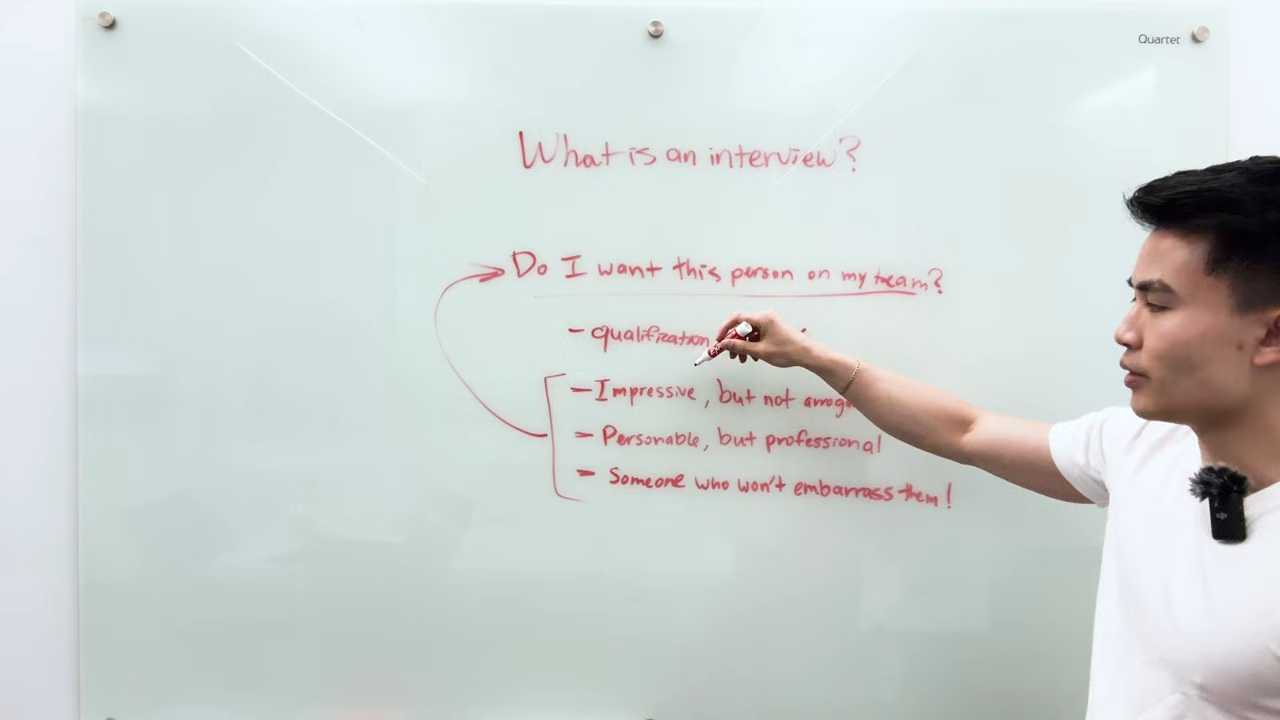 Quartet
What is an interview?
Do I want this person on my team?
- qualification
- Impressive, but not
- Personable, but professional
- Someone who won't embarrass them!